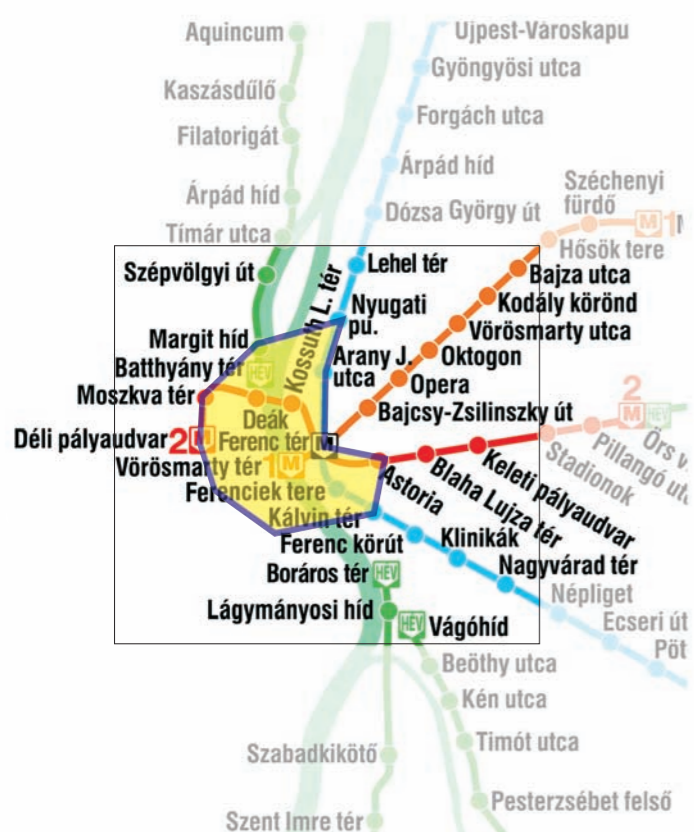 Aquincum
Újpest-Városkapu
Kaszásdűlő
Gyöngyösi utca
Filatorigát
Forgách utca
Árpád híd
Árpád híd
Tímár utca
Dózsa György út
Széchenyi
fürdő
M1
Hősök tere
Szépvölgyi út
Lehel tér
Bajza utca
Kossuth L. tér
Nyugati
pu.
Kodály körönd
Vörösmarty utca
Margit híd
Batthyány tér
HÉV
Arany J.
utca
Oktogon
Moszkva tér
Opera
Bajcsy-Zsilinszky út
Deák
Ferenc tér
M
Déli pályaudvar 2 M
Vörösmarty tér 1 M
2
M HÉV
Örs v.
Pillangó ut
Stadionok
Keleti pályaudvar
Blaha Lujza tér
Astoria
Ferenciek tere
Kálvin tér
Ferenc körút
Klinikák
Nagyvárad tér
Boráros tér HÉV
Népliget
Lágymányosi híd
HÉV Vágóhíd
Ecseri út
Pöt
Beöthy utca
Kén utca
Szabadkikötő
Timót utca
Pesterzsébet felső
Szent Imre tér